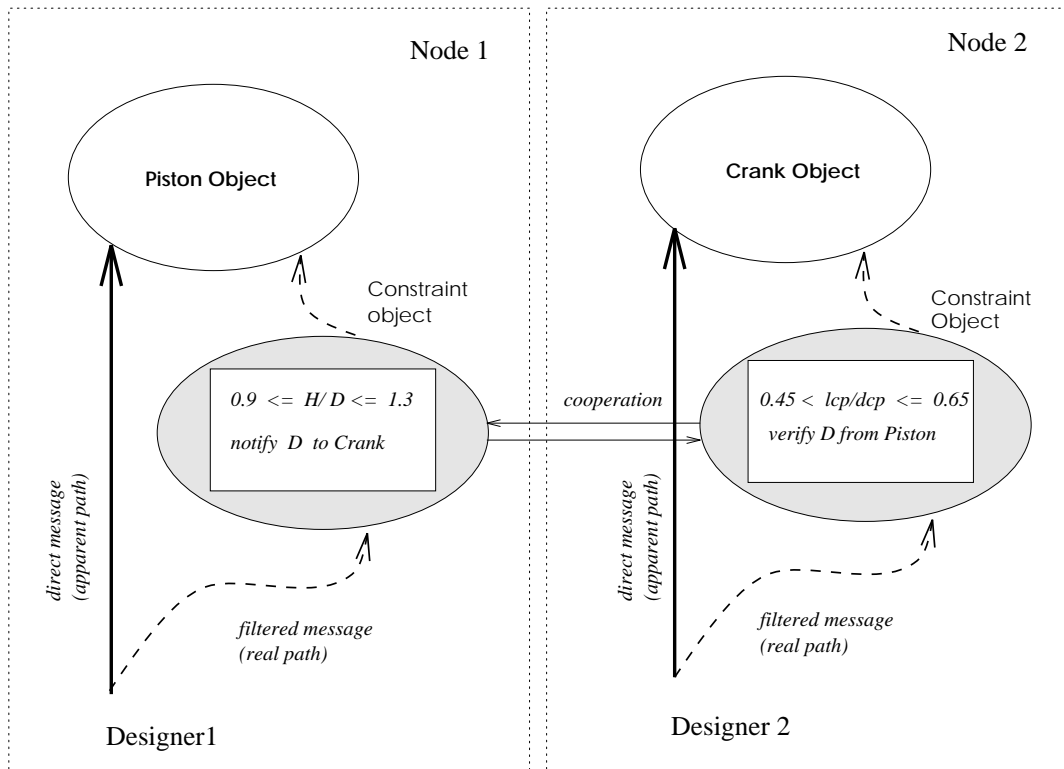 Node 1
Piston Object
Constraint
object
0.9 <= H/ D <= 1.3
notify D to Crank
direct message
(apparent path)
filtered message
(real path)
Designer1
cooperation
Node 2
Crank Object
Constraint
Object
0.45 < lcp/dcp <= 0.65
verify D from Piston
direct message
(apparent path)
filtered message
(real path)
Designer 2